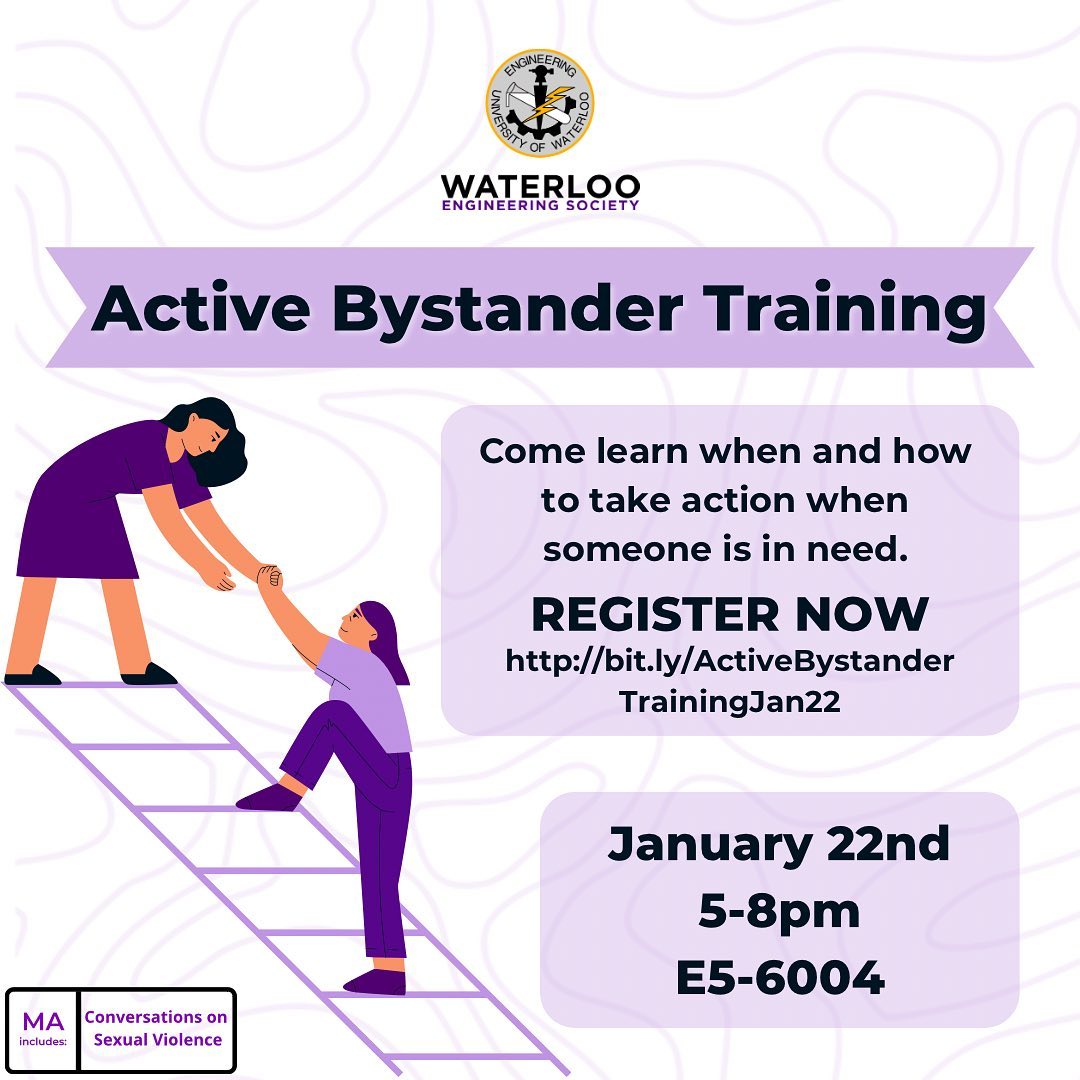 ENGINEERING
UNIVERSITY OF WATERLOO
WATERLOO
ENGINEERING SOCIETY
Active Bystander Training
Come learn when and how
to take action when
someone is in need.
REGISTER NOW
http://bit.ly/ActiveBystander
TrainingJan22
January 22nd
5-8pm
E5-6004
MA
includes:
Conversations on
Sexual Violence